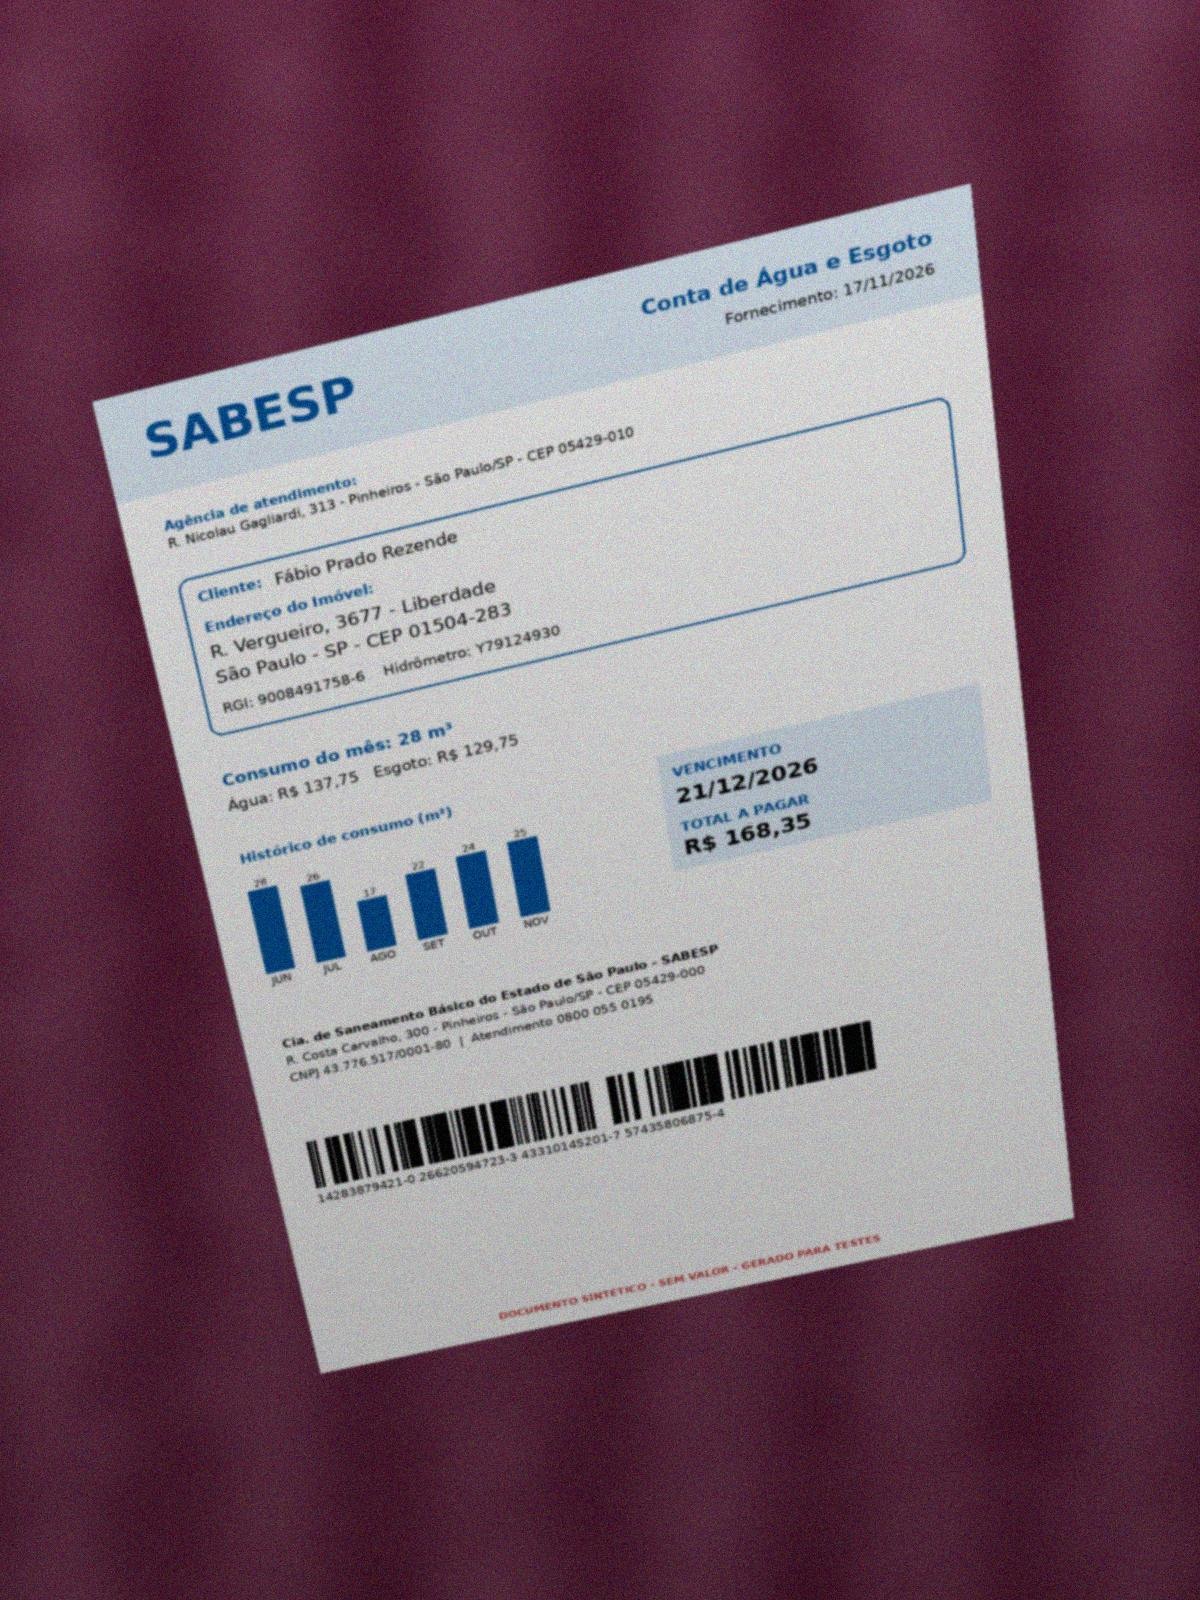 SABESP
Conta de Água e Esgoto
Fornecimento: 17/11/2026
Agência de atendimento:
R. Nicolau Gagliardi, 313 - Pinheiros - São Paulo/SP - CEP 05429-010
Cliente: Fábio Prado Rezende
Endereço do Imóvel:
R. Vergueiro, 3677 - Liberdade
São Paulo - SP - CEP 01504-283
RGI: 9008491758-6 Hidrômetro: Y79124930
Consumo do mês: 28 m³
Água: R$ 137,75 Esgoto: R$ 129,75
VENCIMENTO
21/12/2026
TOTAL A PAGAR
R$ 168,35
Histórico de consumo (m³)
28 26 17 22 24 25
JUN JUL AGO SET OUT NOV
Cia. de Saneamento Básico do Estado de São Paulo - SABESP
R. Costa Carvalho, 300 - Pinheiros - São Paulo/SP - CEP 05429-000
CNPJ 43.776.517/0001-80 | Atendimento 0800 055 0195
14283879421-0 26620594723-3 43310145201-7 57435806875-4
DOCUMENTO SINTÉTICO - SEM VALOR - GERADO PARA TESTES